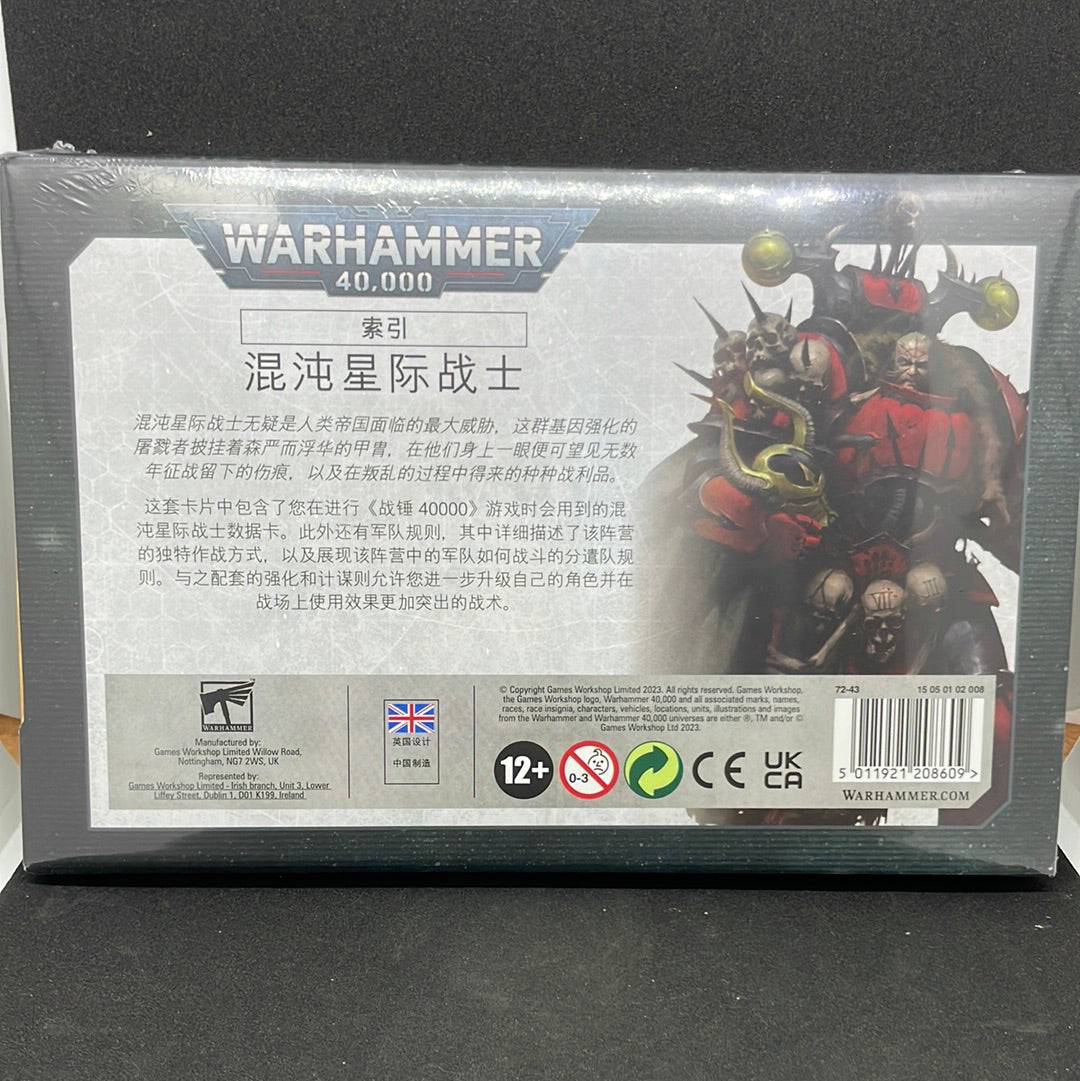 WARHAMMER
40,000
索引
混沌星际战士
混沌星际战士无疑是人类帝国面临的最大威胁，这群基因强化的
屠戮者披挂着森严而浮华的甲胄，在他们身上一眼便可望见无数
年征战留下的伤痕，以及在叛乱的过程中得来的种种战利品。
这套卡片中包含了您在进行《战锤 40000》游戏时会用到的混
沌星际战士数据卡。此外还有军队规则，其中详细描述了该阵营
的独特作战方式，以及展现该阵营中的军队如何战斗的分遣队规
则。与之配套的强化和计谋则允许您进一步升级自己的角色并在
战场上使用效果更加突出的战术。
WARHAMMER
Manufactured by:
Games Workshop Limited Willow Road,
Nottingham, NG7 2WS, UK
Represented by:
Games Workshop Limited - Irish branch, Unit 3, Lower
Liffey Street, Dublin 1, D01 K199, Ireland
英国设计
中国制造
© Copyright Games Workshop Limited 2023. All rights reserved. Games Workshop,
the Games Workshop logo, Warhammer 40,000 and all associated marks, names,
races, race insignia, characters, vehicles, locations, units, illustrations and images
from the Warhammer and Warhammer 40,000 universes are either ®, TM and/or ©
Games Workshop Ltd 2023.
12+
0-3
CE
UK
CA
72-43
15 05 01 02 008
5 011921 208609 >
WARHAMMER.COM
VII
III